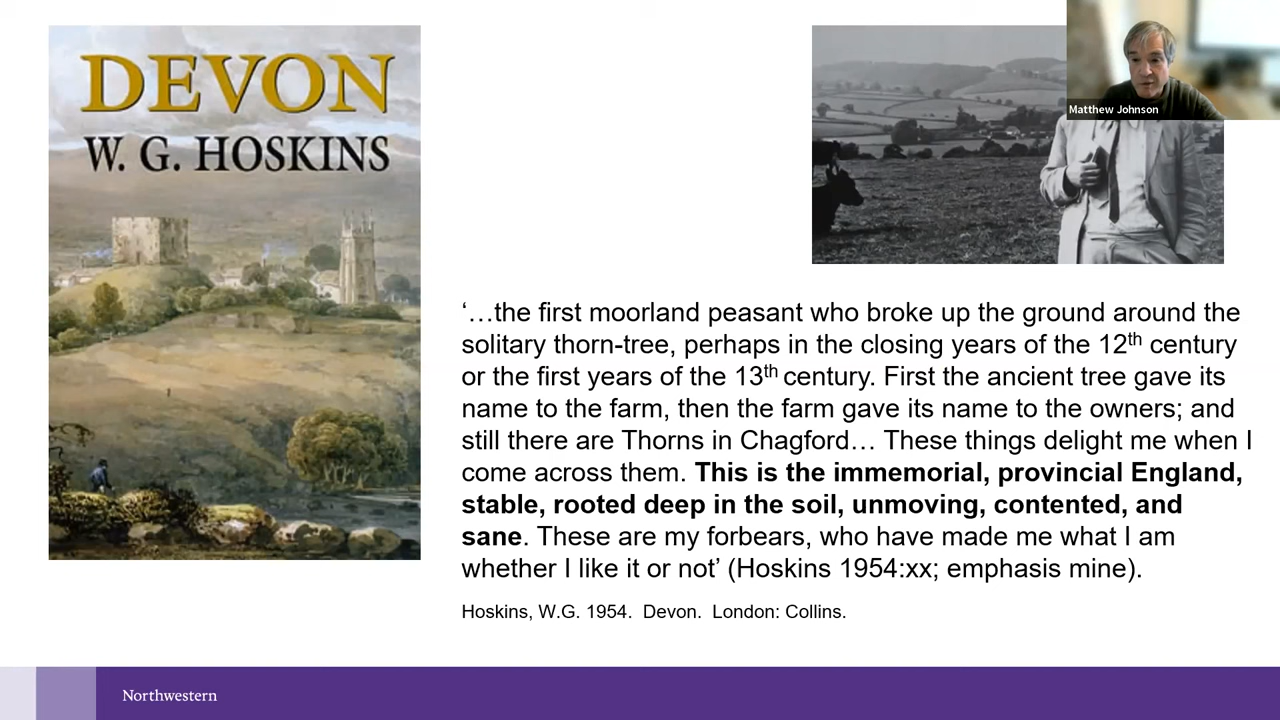 DEVON
W. G. HOSKINS
Matthew Johnson
‘…the first moorland peasant who broke up the ground around the
solitary thorn-tree, perhaps in the closing years of the 12th century
or the first years of the 13th century. First the ancient tree gave its
name to the farm, then the farm gave its name to the owners; and
still there are Thorns in Chagford… These things delight me when I
come across them. This is the immemorial, provincial England,
stable, rooted deep in the soil, unmoving, contented, and
sane. These are my forbears, who have made me what I am
whether I like it or not’ (Hoskins 1954:xx; emphasis mine).
Hoskins, W.G. 1954. Devon. London: Collins.
Northwestern